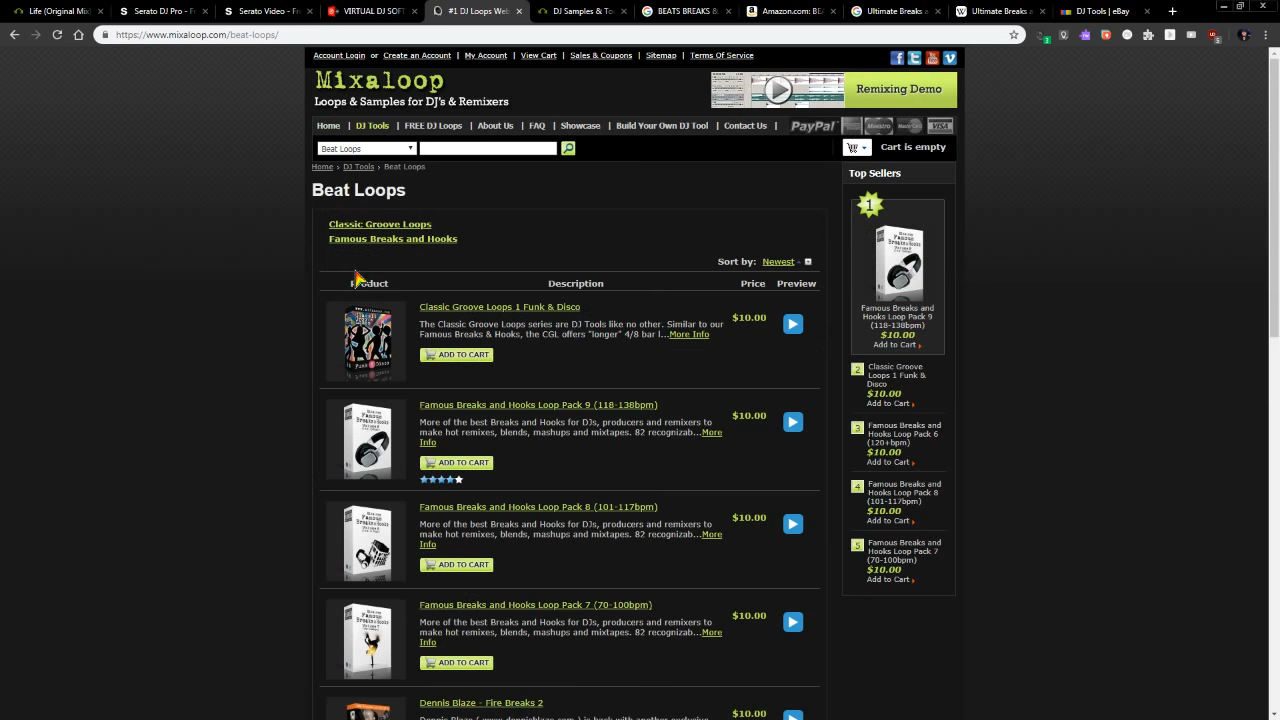 Life (Original Mix)
Serato DJ Pro - F
Serato Video - Fr
VIRTUAL DJ SOFT
#1 DJ Loops Web
DJ Samples & To
BEATS BREAKS &
Amazon.com: BEA
Ultimate Breaks a
Ultimate Breaks a
DJ Tools | eBay
https://www.mixaloop.com/beat-loops/
Account Login or Create an Account | My Account | View Cart | Sales & Coupons | Sitemap | Terms Of Service
Mixaloop
Loops & Samples for DJ's & Remixers
Remixing Demo
Home | DJ Tools | FREE DJ Loops | About Us | FAQ | Showcase | Build Your Own DJ Tool | Contact Us |
PayPal Maestro VISA
Beat Loops
Cart is empty
Home › DJ Tools › Beat Loops
Beat Loops
Classic Groove Loops
Famous Breaks and Hooks
Sort by: Newest
Product Description Price Preview
Classic Groove Loops 1 Funk & Disco
$10.00
The Classic Groove Loops series are DJ Tools like no other. Similar to our
Famous Breaks & Hooks, the CGL offers "longer" 4/8 bar l...More Info
ADD TO CART
Famous Breaks and Hooks Loop Pack 9 (118-138bpm)
$10.00
More of the best Breaks and Hooks for DJs, producers and remixers to
make hot remixes, blends, mashups and mixtapes. 82 recognizab...More
Info
ADD TO CART
Famous Breaks and Hooks Loop Pack 8 (101-117bpm)
$10.00
More of the best Breaks and Hooks for DJs, producers and remixers to
make hot remixes, blends, mashups and mixtapes. 82 recognizab...More
Info
ADD TO CART
Famous Breaks and Hooks Loop Pack 7 (70-100bpm)
$10.00
More of the best Breaks and Hooks for DJs, producers and remixers to
make hot remixes, blends, mashups and mixtapes. 82 recognizab...More
Info
ADD TO CART
Dennis Blaze - Fire Breaks 2
$10.00
Top Sellers
1
Famous Breaks and
Hooks Loop Pack 9
(118-138bpm)
$10.00
Add to Cart
2
Classic Groove
Loops 1 Funk &
Disco
$10.00
Add to Cart
3
Famous Breaks and
Hooks Loop Pack 6
(120+bpm)
$10.00
Add to Cart
4
Famous Breaks and
Hooks Loop Pack 8
(101-117bpm)
$10.00
Add to Cart
5
Famous Breaks and
Hooks Loop Pack 7
(70-100bpm)
$10.00
Add to Cart